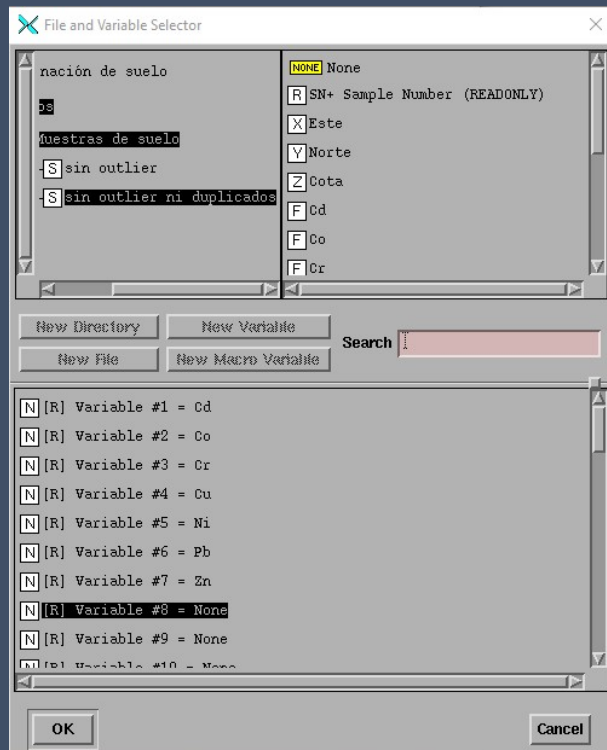 File and Variable Selector
nación de suelo
os
Muestras de suelo
S sin outlier
S sin outlier ni duplicados
NONE None
R SN+ Sample Number (READONLY)
X Este
Y Norte
Z Cota
F Cd
F Co
F Cr
New Directory
New Variable
New File
New Macro Variable
Search
N [R] Variable #1 = Cd
N [R] Variable #2 = Co
N [R] Variable #3 = Cr
N [R] Variable #4 = Cu
N [R] Variable #5 = Ni
N [R] Variable #6 = Pb
N [R] Variable #7 = Zn
N [R] Variable #8 = None
N [R] Variable #9 = None
N [R] Variable #10 = None
OK
Cancel